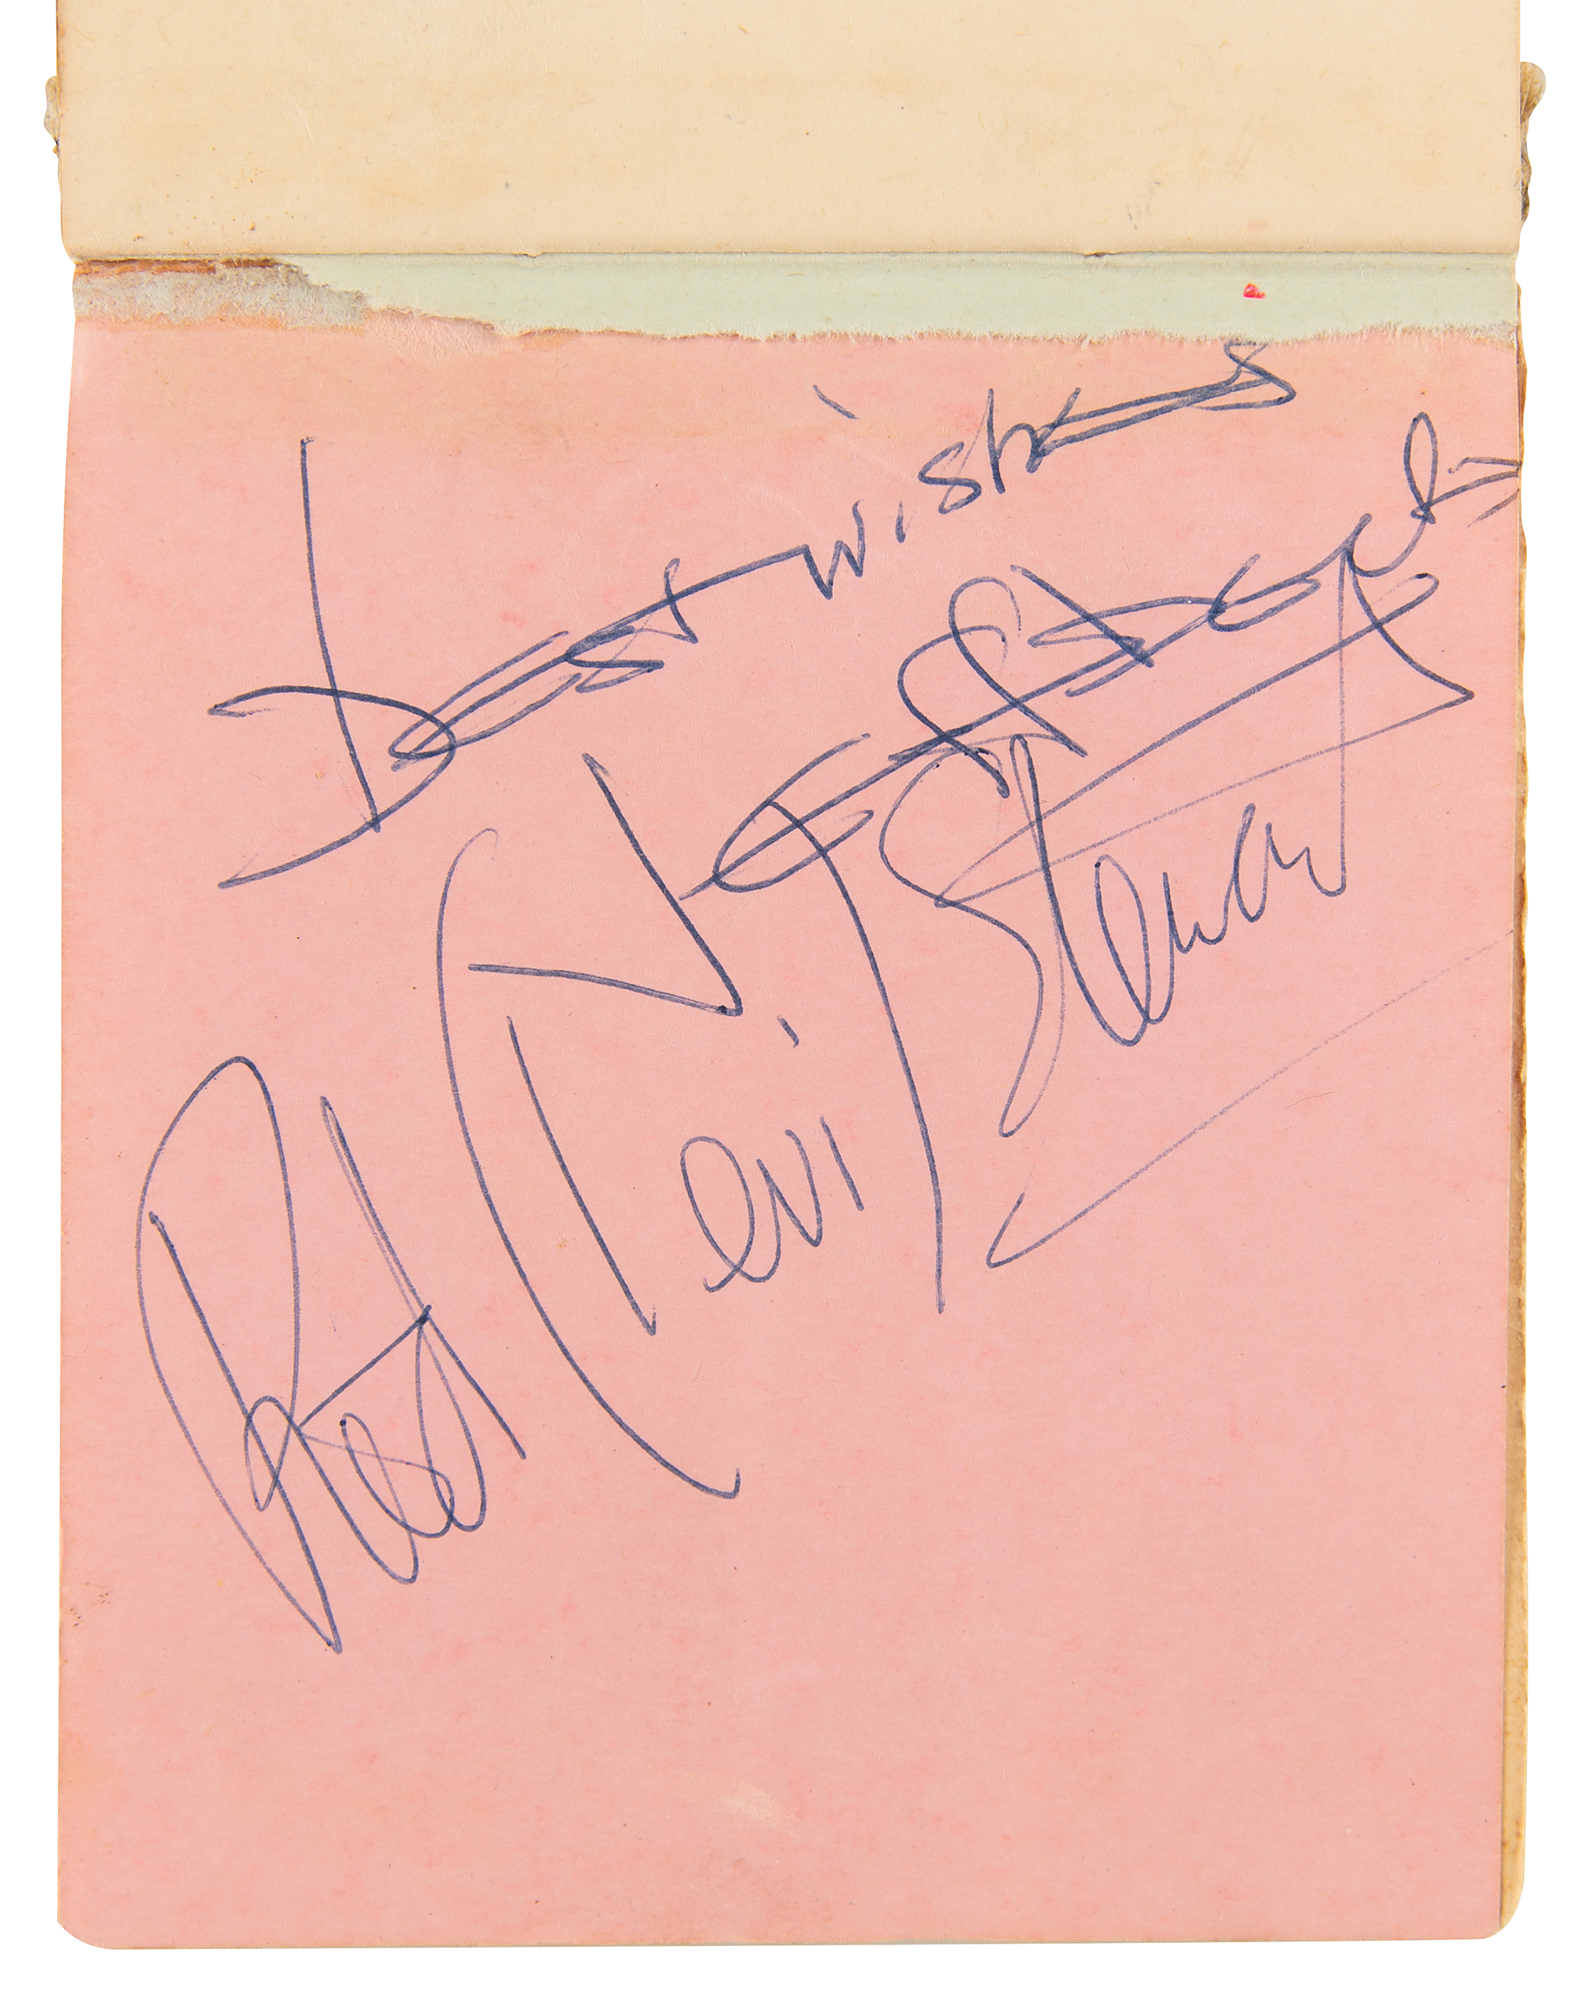 Best wishes
Rod (Levi) Stewart